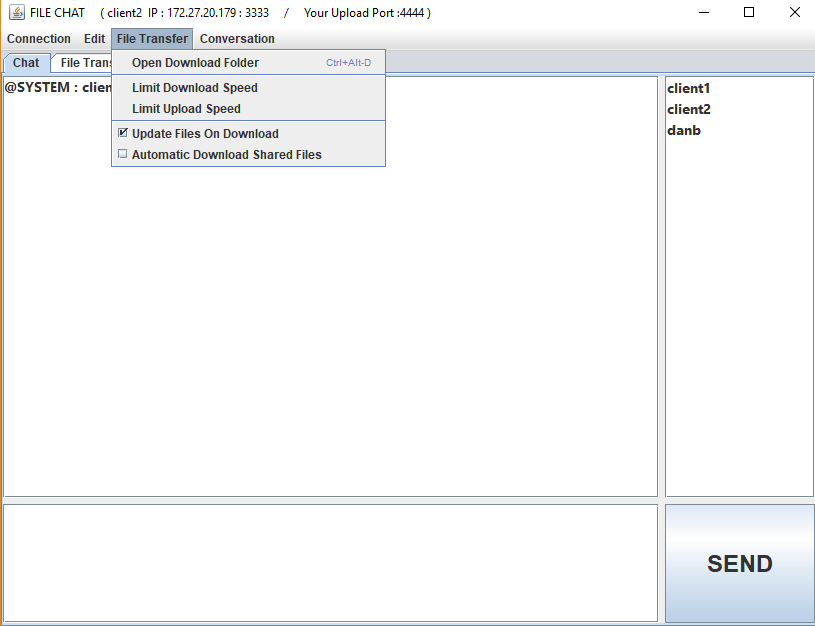 FILE CHAT ( client2 IP : 172.27.20.179 : 3333 / Your Upload Port :4444 )
Connection Edit File Transfer Conversation
Chat File Trans
Open Download Folder Ctrl+Alt-D
Limit Download Speed
Limit Upload Speed
Update Files On Download
Automatic Download Shared Files
@SYSTEM : clien
client1
client2
danb
SEND